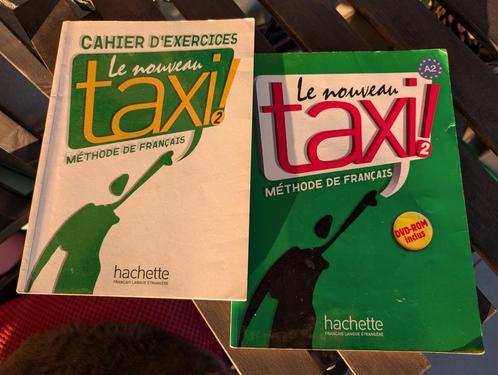 CAHIER D'EXERCICES
Le nouveau
taxi!
2
MÉTHODE DE FRANÇAIS
hachette
FRANÇAIS LANGUE ÉTRANGÈRE
A2
Le nouveau
taxi!
2
MÉTHODE DE FRANÇAIS
DVD-ROM
inclus
hachette
FRANÇAIS LANGUE ÉTRANGÈRE